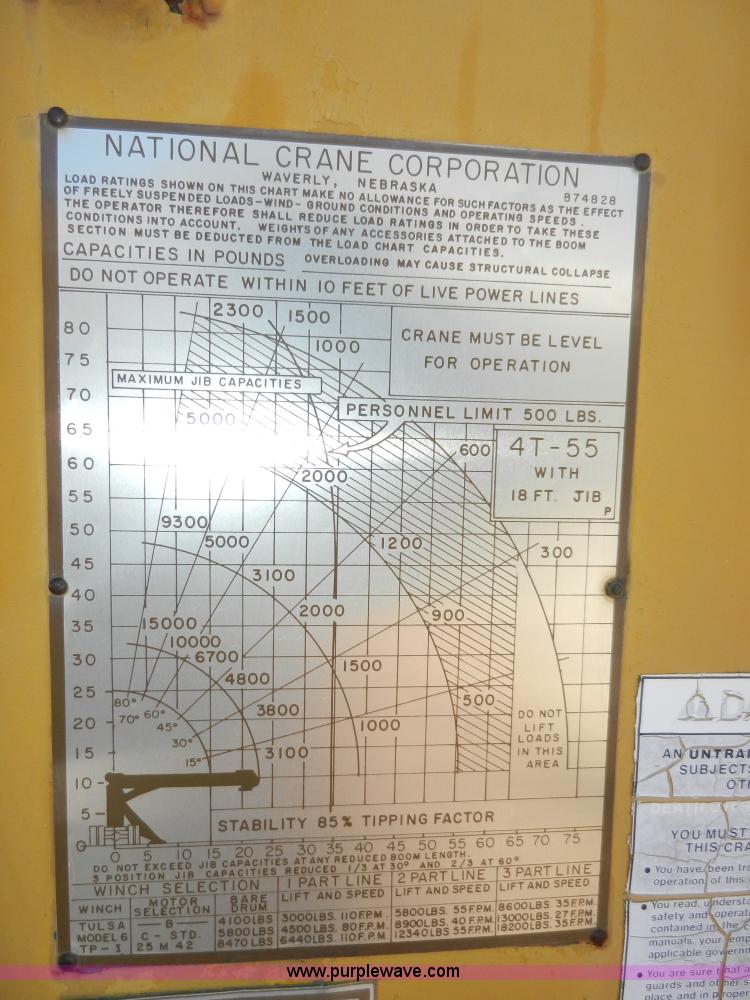 NATIONAL CRANE CORPORATION
WAVERLY, NEBRASKA
874828
LOAD RATINGS SHOWN ON THIS CHART MAKE NO ALLOWANCE FOR SUCH FACTORS AS THE EFFECT
OF FREELY SUSPENDED LOADS-WIND- GROUND CONDITIONS AND OPERATING SPEEDS.
THE OPERATOR THEREFORE SHALL REDUCE LOAD RATINGS IN ORDER TO TAKE THESE
CONDITIONS INTO ACCOUNT. WEIGHTS OF ANY ACCESSORIES ATTACHED TO THE BOOM
SECTION MUST BE DEDUCTED FROM THE LOAD CHART CAPACITIES.
CAPACITIES IN POUNDS OVERLOADING MAY CAUSE STRUCTURAL COLLAPSE
DO NOT OPERATE WITHIN 10 FEET OF LIVE POWER LINES
2300 1500
80
1000
CRANE MUST BE LEVEL
FOR OPERATION
75
MAXIMUM JIB CAPACITIES
70
PERSONNEL LIMIT 500 LBS.
5000
65
600
4T-55
WITH
18 FT. JIB
P
60
2000
55
9300
50
5000
1200
300
45
3100
40
2000
900
15000
35
10000
6700
30
1500
4800
25
80° 70° 60° 45° 30° 15°
500
3800
DO NOT
LIFT
LOADS
IN THIS
AREA
20
1000
15
3100
10
5
STABILITY 85% TIPPING FACTOR
0
0 5 10 15 20 25 30 35 40 45 50 55 60 65 70 75
DO NOT EXCEED JIB CAPACITIES AT ANY REDUCED BOOM LENGTH.
3 POSITION JIB CAPACITIES REDUCED 1/3 AT 30° AND 2/3 AT 60°
WINCH SELECTION 1 PART LINE 2 PART LINE 3 PART LINE
WINCH MOTOR SELECTION BARE DRUM LIFT AND SPEED LIFT AND SPEED LIFT AND SPEED
TULSA — B — 4100LBS 3000LBS. 110F.P.M. 5800LBS. 55F.P.M. 8600LBS 35F.P.M.
MODEL 6 C - STD. 5800LBS 4500LBS. 80F.P.M. 8900LBS. 40F.P.M. 13000LBS. 27F.P.M.
TP - I 25 M 42 8470LBS 6440LBS. 110F.P.M. 12340LBS 55F.P.M. 18200LBS. 35F.P.M.
AN UNTRAI
SUBJECTS
OTH
DEATH
YOU MUST
THIS CRA
• You have been tra
operation of this
• You read, understa
safety and operat
contained in the C
manuals, your emp
applicable governm
• You are sure that a
guards and other
place and in proper
www.purplewave.com